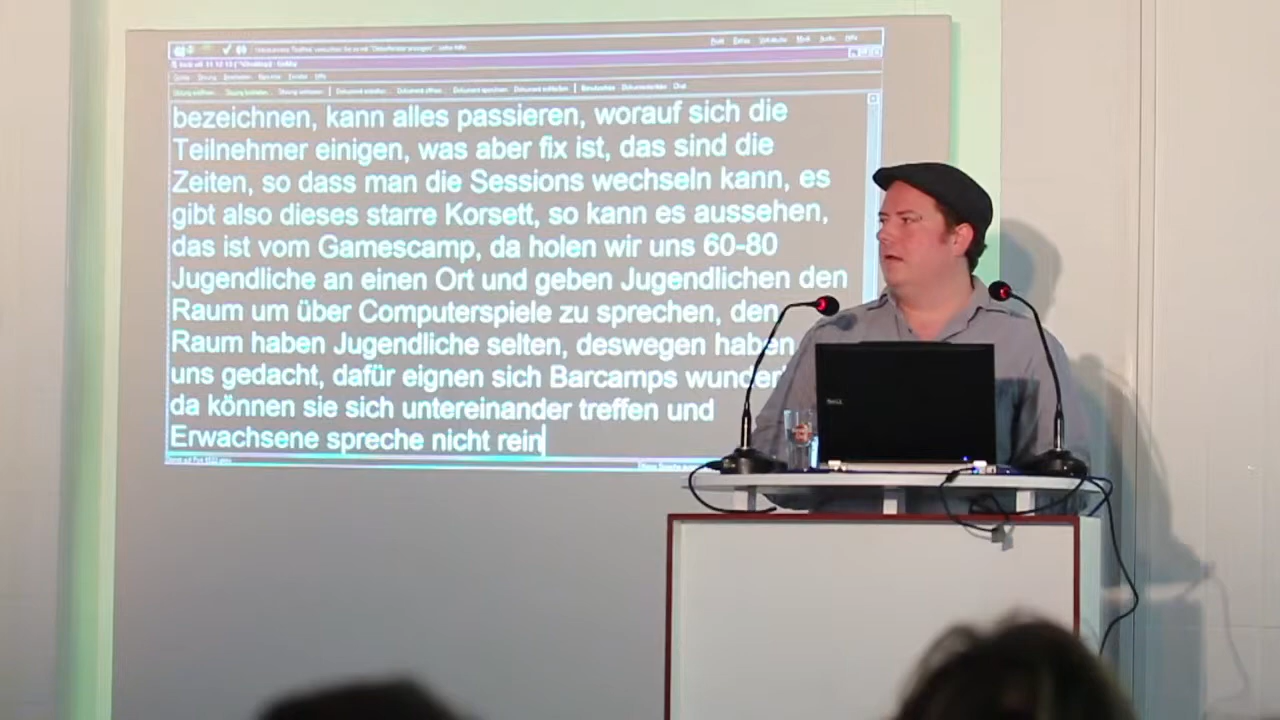 bezeichnen, kann alles passieren, worauf sich die
Teilnehmer einigen, was aber fix ist, das sind die
Zeiten, so dass man die Sessions wechseln kann, es
gibt also dieses starre Korsett, so kann es aussehen,
das ist vom Gamescamp, da holen wir uns 60-80
Jugendliche an einen Ort und geben Jugendlichen den
Raum um über Computerspiele zu sprechen, den
Raum haben Jugendliche selten, deswegen haben
uns gedacht, dafür eignen sich Barcamps
da können sie sich untereinander treffen und
Erwachsene spreche nicht rein
DELL